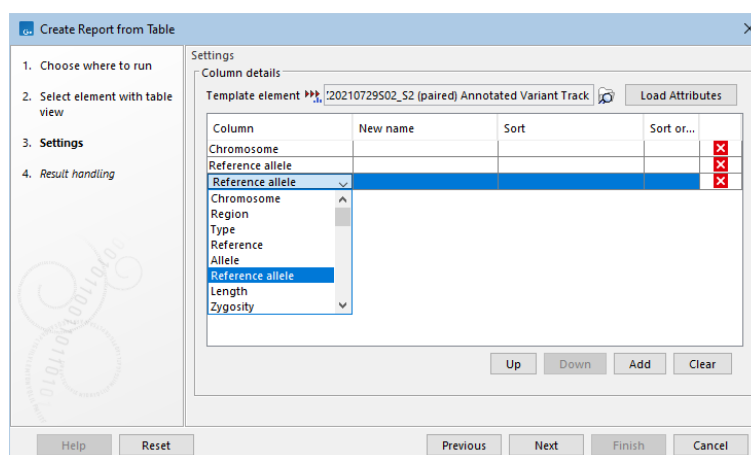 Create Report from Table
1. Choose where to run
2. Select element with table
view
3. Settings
4. Result handling
Settings
Column details
Template element 20210729S02_S2 (paired) Annotated Variant Track Load Attributes
Column New name Sort Sort or...
Chromosome
Reference allele
Reference allele
Chromosome
Region
Type
Reference
Allele
Reference allele
Length
Zygosity
Up Down Add Clear
Help Reset Previous Next Finish Cancel